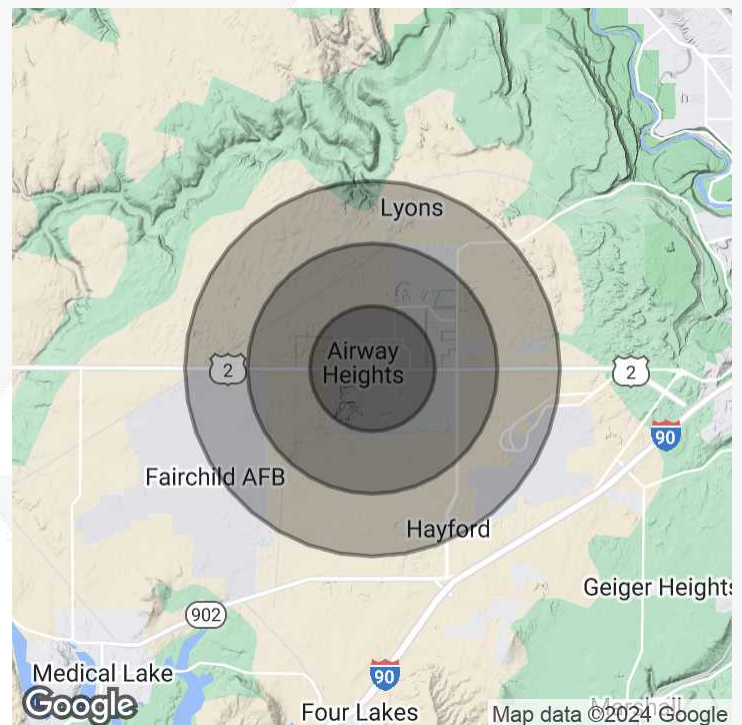 Lyons
Airway
Heights
2
2
90
Fairchild AFB
Hayford
Geiger Heights
902
Medical Lake
90
Four Lakes
Marshall
Google
Map data ©2024 Google